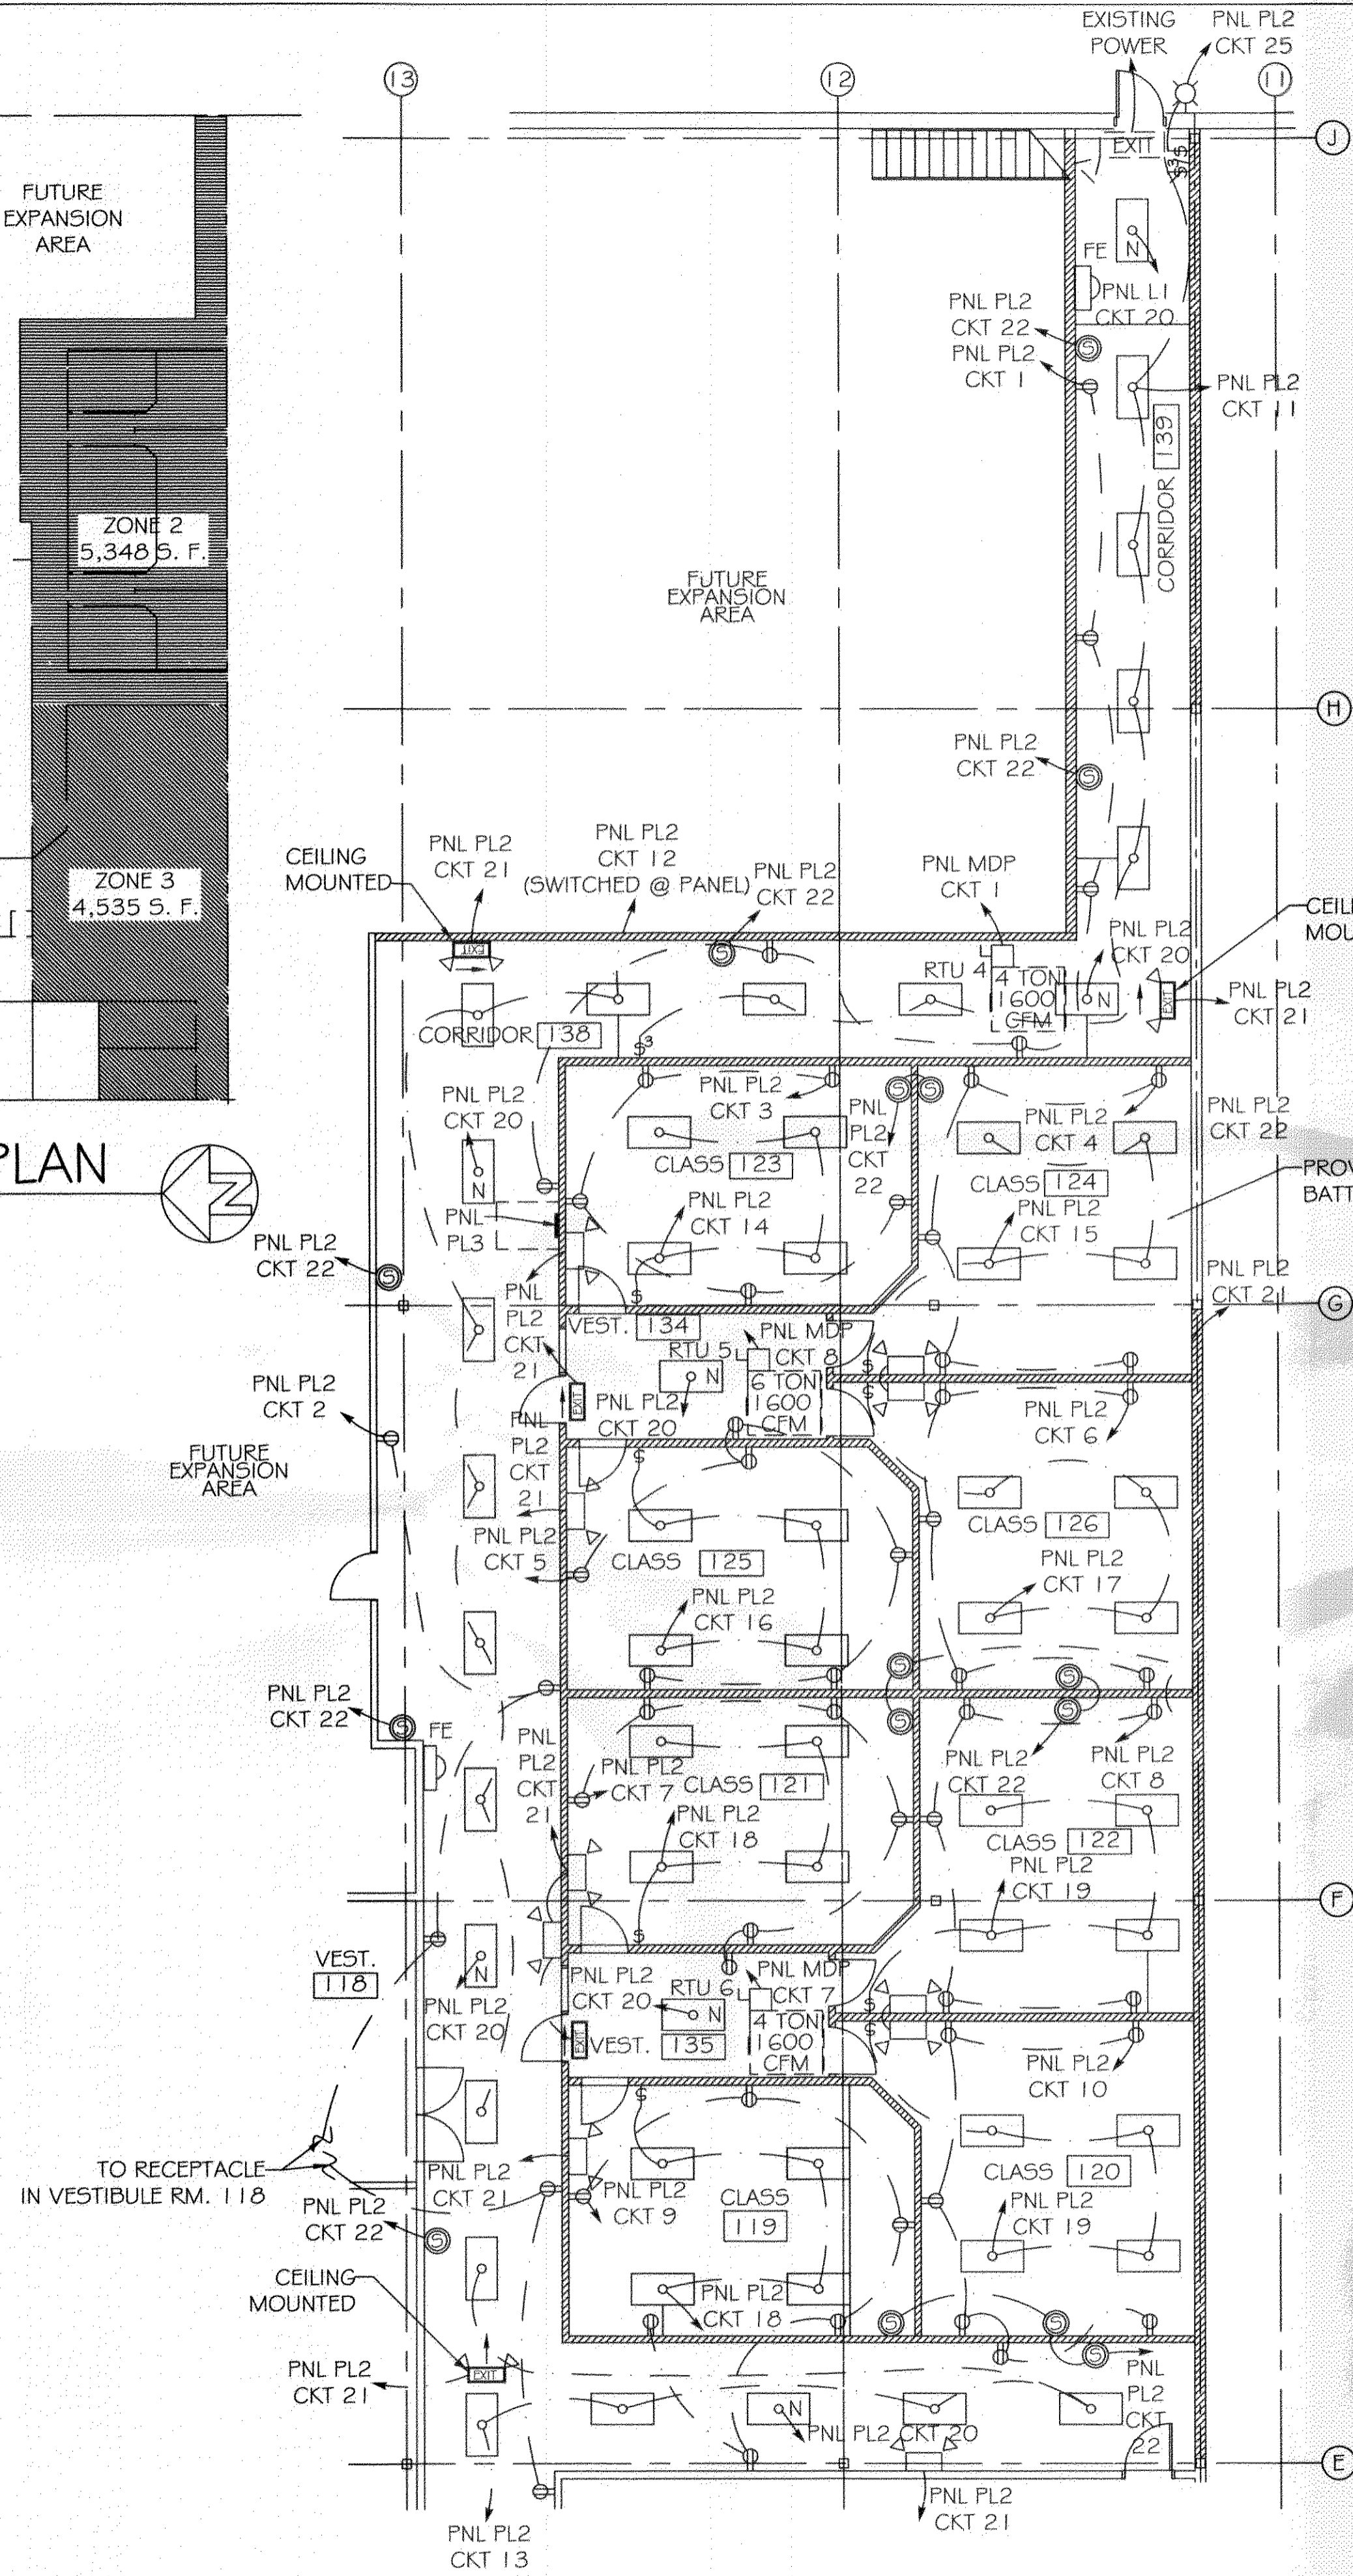 EXISTING
POWER
PNL PL2
CKT 25
13
12
11
J
EXIT
$³$
FUTURE
EXPANSION
AREA
FE
N
PNL L1
CKT 20
PNL PL2
CKT 22
S
PNL PL2
CKT 1
PNL PL2
CKT 11
CORRIDOR 139
ZONE 2
5,348 S. F.
FUTURE
EXPANSION
AREA
H
PNL PL2
CKT 22
S
ZONE 3
4,535 S. F.
CEILING
MOUNTED
PNL PL2
CKT 21
PNL PL2
CKT 12
(SWITCHED @ PANEL)
PNL PL2
CKT 22
PNL MDP
CKT 1
CEIL
MOU
EXIT
S
RTU 4
4 TON
1600
CFM
PNL PL2
CKT 20
N
EXIT
PNL PL2
CKT 21
CORRIDOR 138
$³
PNL PL2
CKT 20
N
PNL PL2
CKT 3
S
S
PNL
PL2
CKT
22
PNL PL2
CKT 4
PNL PL2
CKT 22
CLASS 123
CLASS 124
PROV
BATT
PLAN
N
PNL
PL3
PNL PL2
CKT 14
PNL PL2
CKT 15
PNL PL2
CKT 22
S
$
PNL PL2
CKT 21
G
PNL
PL2
CKT
21
VEST. 134
RTU 5
N
PNL MDP
CKT 8
6 TON
1600
CFM
$
$
EXIT
PNL PL2
CKT 20
PNL PL2
CKT 2
PNL PL2
CKT 6
FUTURE
EXPANSION
AREA
PNL
PL2
CKT
21
$
PNL PL2
CKT 5
CLASS 125
CLASS 126
PNL PL2
CKT 16
PNL PL2
CKT 17
S
S
PNL PL2
CKT 22
S
FE
S
S
PNL
PL2
CKT
21
PNL PL2
CKT 7
CLASS 121
PNL PL2
CKT 22
PNL PL2
CKT 8
PNL PL2
CKT 18
CLASS 122
PNL PL2
CKT 19
F
$
VEST.
118
N
PNL PL2
CKT 20
PNL PL2
CKT 20
RTU 6
N
PNL MDP
CKT 7
4 TON
1600
CFM
$
$
EXIT
VEST. 135
PNL PL2
CKT 10
$
TO RECEPTACLE
IN VESTIBULE RM. 118
PNL PL2
CKT 21
PNL PL2
CKT 9
CLASS
119
CLASS 120
PNL PL2
CKT 22
S
PNL PL2
CKT 19
CEILING
MOUNTED
PNL PL2
CKT 18
S
S
S
EXIT
PNL PL2
CKT 21
PNL
PL2
CKT
22
N
PNL PL2 CKT 20
E
PNL PL2
CKT 21
PNL PL2
CKT 13